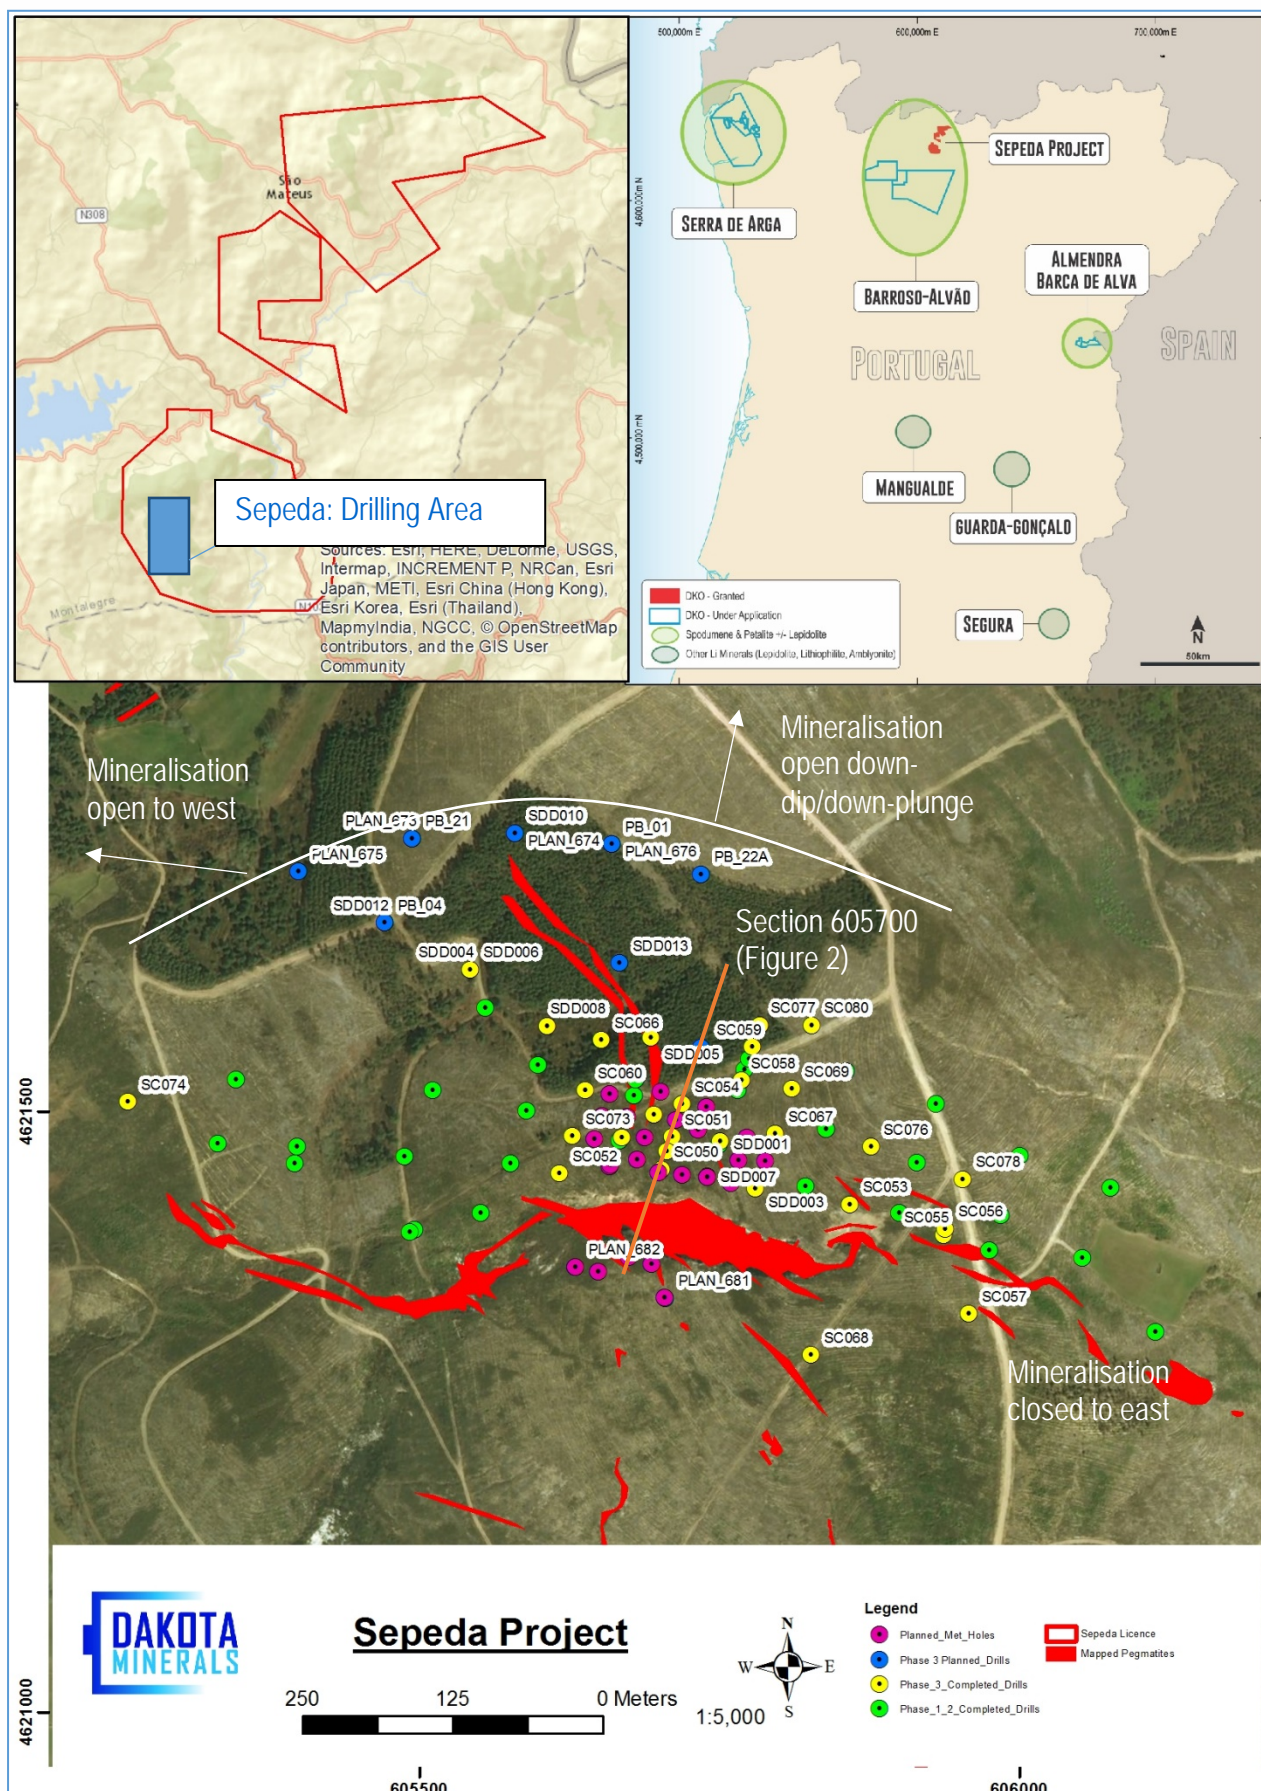 São
Mateus
N308
Sepeda: Drilling Area
Sources: Esri, HERE, DeLorme, USGS,
Intermap, INCREMENT P, NRCan, Esri
Japan, METI, Esri China (Hong Kong),
Esri Korea, Esri (Thailand),
MapmyIndia, NGCC, © OpenStreetMap
contributors, and the GIS User
Community
Montalegre
500,000m E
600,000m E
700,000m E
4,600,000m N
4,500,000 mN
SEPEDA PROJECT
SERRA DE ARGA
BARROSO-ALVÃO
ALMENDRA
BARCA DE ALVA
PORTUGAL
SPAIN
MANGUALDE
GUARDA-GONÇALO
SEGURA
DKO - Granted
DKO - Under Application
Spodumene & Petalite +/- Lepidolite
Other Li Minerals (Lepidolite, Lithiophilite, Amblyonite)
N
50km
Mineralisation
open to west
Mineralisation
open down-
dip/down-plunge
PB_21
SDD010
PLAN_674
PB_01
PLAN_676
PLAN_675
PB_22A
SDD012 PB_04
Section 605700
(Figure 2)
SDD004 SDD006
SDD013
SDD008
SC066
SC077
SC080
SC059
SDD005
SC058
SC074
SC060
SC054
SC069
SC073
SC051
SC067
SC052
SC050
SDD001
SC076
SDD007
SC078
SDD003
SC053
SC055
SC056
PLAN_682
PLAN_681
SC057
SC068
Mineralisation
closed to east
4621500
4621000
DAKOTA
MINERALS
Sepeda Project
250 125 0 Meters
1:5,000
N
W E
S
Legend
Planned_Met_Holes
Phase 3 Planned_Drills
Phase_3_Completed_Drills
Phase_1_2_Completed_Drills
Sepeda Licence
Mapped Pegmatites
605500
606000